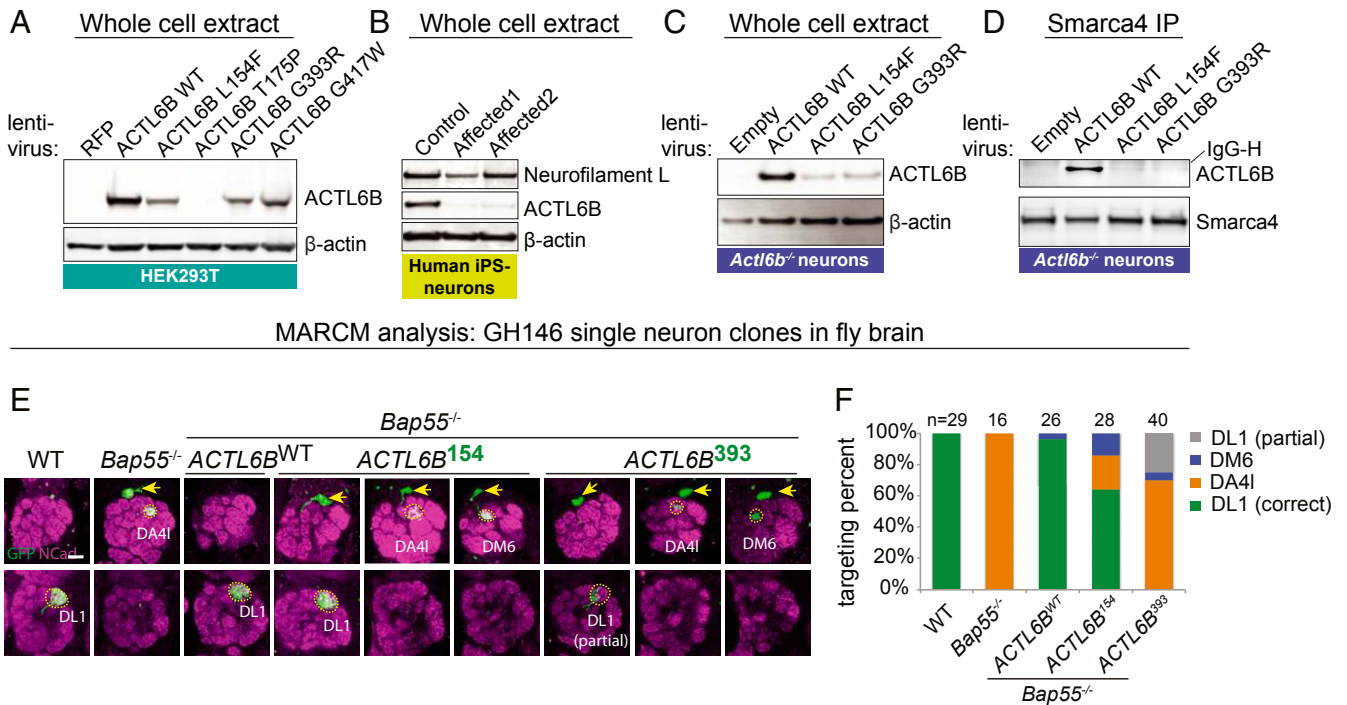 A
Whole cell extract
lenti-
virus:
RFP
ACTL6B WT
ACTL6B L154F
ACTL6B T175P
ACTL6B G393R
ACTL6B G417W
ACTL6B
β-actin
HEK293T
B
Whole cell extract
Control
Affected1
Affected2
Neurofilament L
ACTL6B
β-actin
Human iPS-
neurons
C
Whole cell extract
lenti-
virus:
Empty
ACTL6B WT
ACTL6B L154F
ACTL6B G393R
ACTL6B
β-actin
Actl6b-/- neurons
D
Smarca4 IP
lenti-
virus:
Empty
ACTL6B WT
ACTL6B L154F
ACTL6B G393R
IgG-H
ACTL6B
Smarca4
Actl6b-/- neurons
MARCM analysis: GH146 single neuron clones in fly brain
E
Bap55-/-
WT
Bap55-/-
ACTL6BWT
ACTL6B154
ACTL6B393
GFP NCad
DA4l
DA4l
DM6
DA4l
DM6
DL1
DL1
DL1
DL1
(partial)
F
targeting percent
100%
80%
60%
40%
20%
0%
n=29
16
26
28
40
DL1 (partial)
DM6
DA4l
DL1 (correct)
WT
Bap55-/-
ACTL6BWT
ACTL6B154
ACTL6B393
Bap55-/-